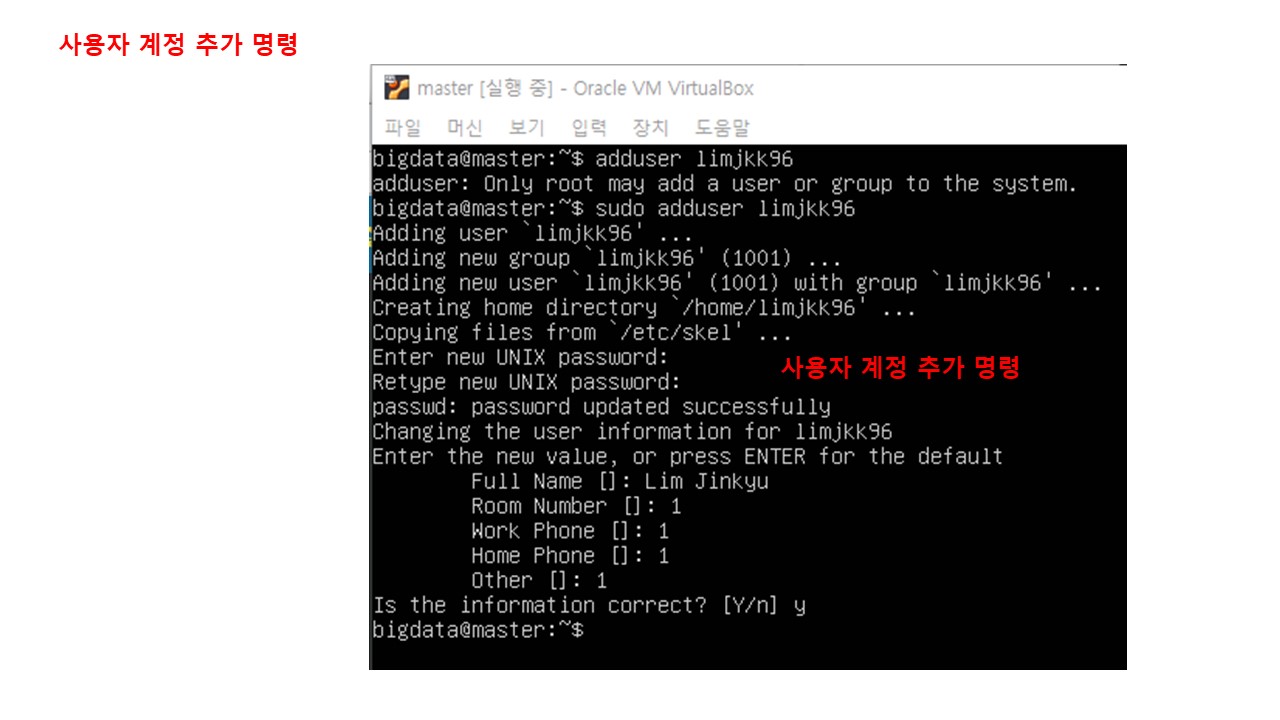 사용자 계정 추가 명령
master [실행 중] - Oracle VM VirtualBox
파일 머신 보기 입력 장치 도움말
bigdata@master:~$ adduser limjkk96
adduser: Only root may add a user or group to the system.
bigdata@master:~$ sudo adduser limjkk96
Adding user `limjkk96' ...
Adding new group `limjkk96' (1001) ...
Adding new user `limjkk96' (1001) with group `limjkk96' ...
Creating home directory `/home/limjkk96' ...
Copying files from `/etc/skel' ...
Enter new UNIX password:
사용자 계정 추가 명령
Retype new UNIX password:
passwd: password updated successfully
Changing the user information for limjkk96
Enter the new value, or press ENTER for the default
Full Name []: Lim Jinkyu
Room Number []: 1
Work Phone []: 1
Home Phone []: 1
Other []: 1
Is the information correct? [Y/n] y
bigdata@master:~$